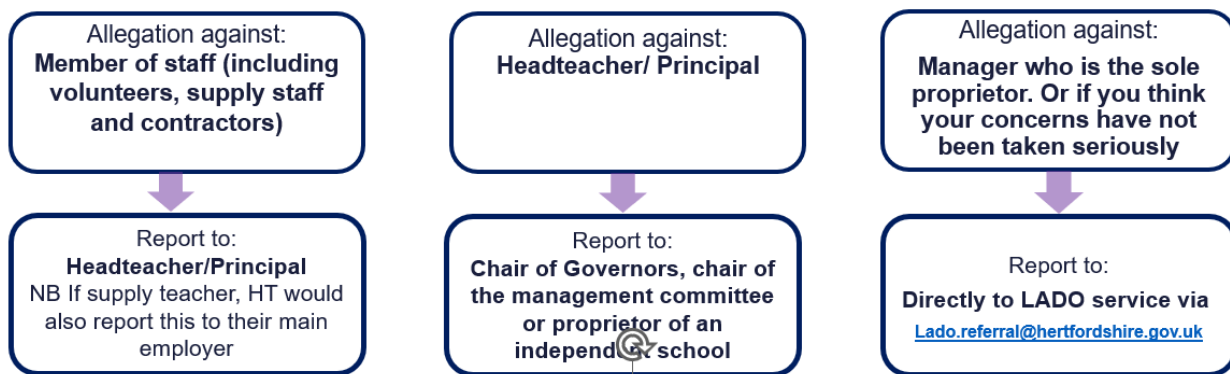 Allegation against:
Member of staff (including
volunteers, supply staff
and contractors)
Report to:
Headteacher/Principal
NB If supply teacher, HT would
also report this to their main
employer
Allegation against:
Headteacher/ Principal
Report to:
Chair of Governors, chair of
the management committee
or proprietor of an
independent school
Allegation against:
Manager who is the sole
proprietor. Or if you think
your concerns have not
been taken seriously
Report to:
Directly to LADO service via
Lado.referral@hertfordshire.gov.uk